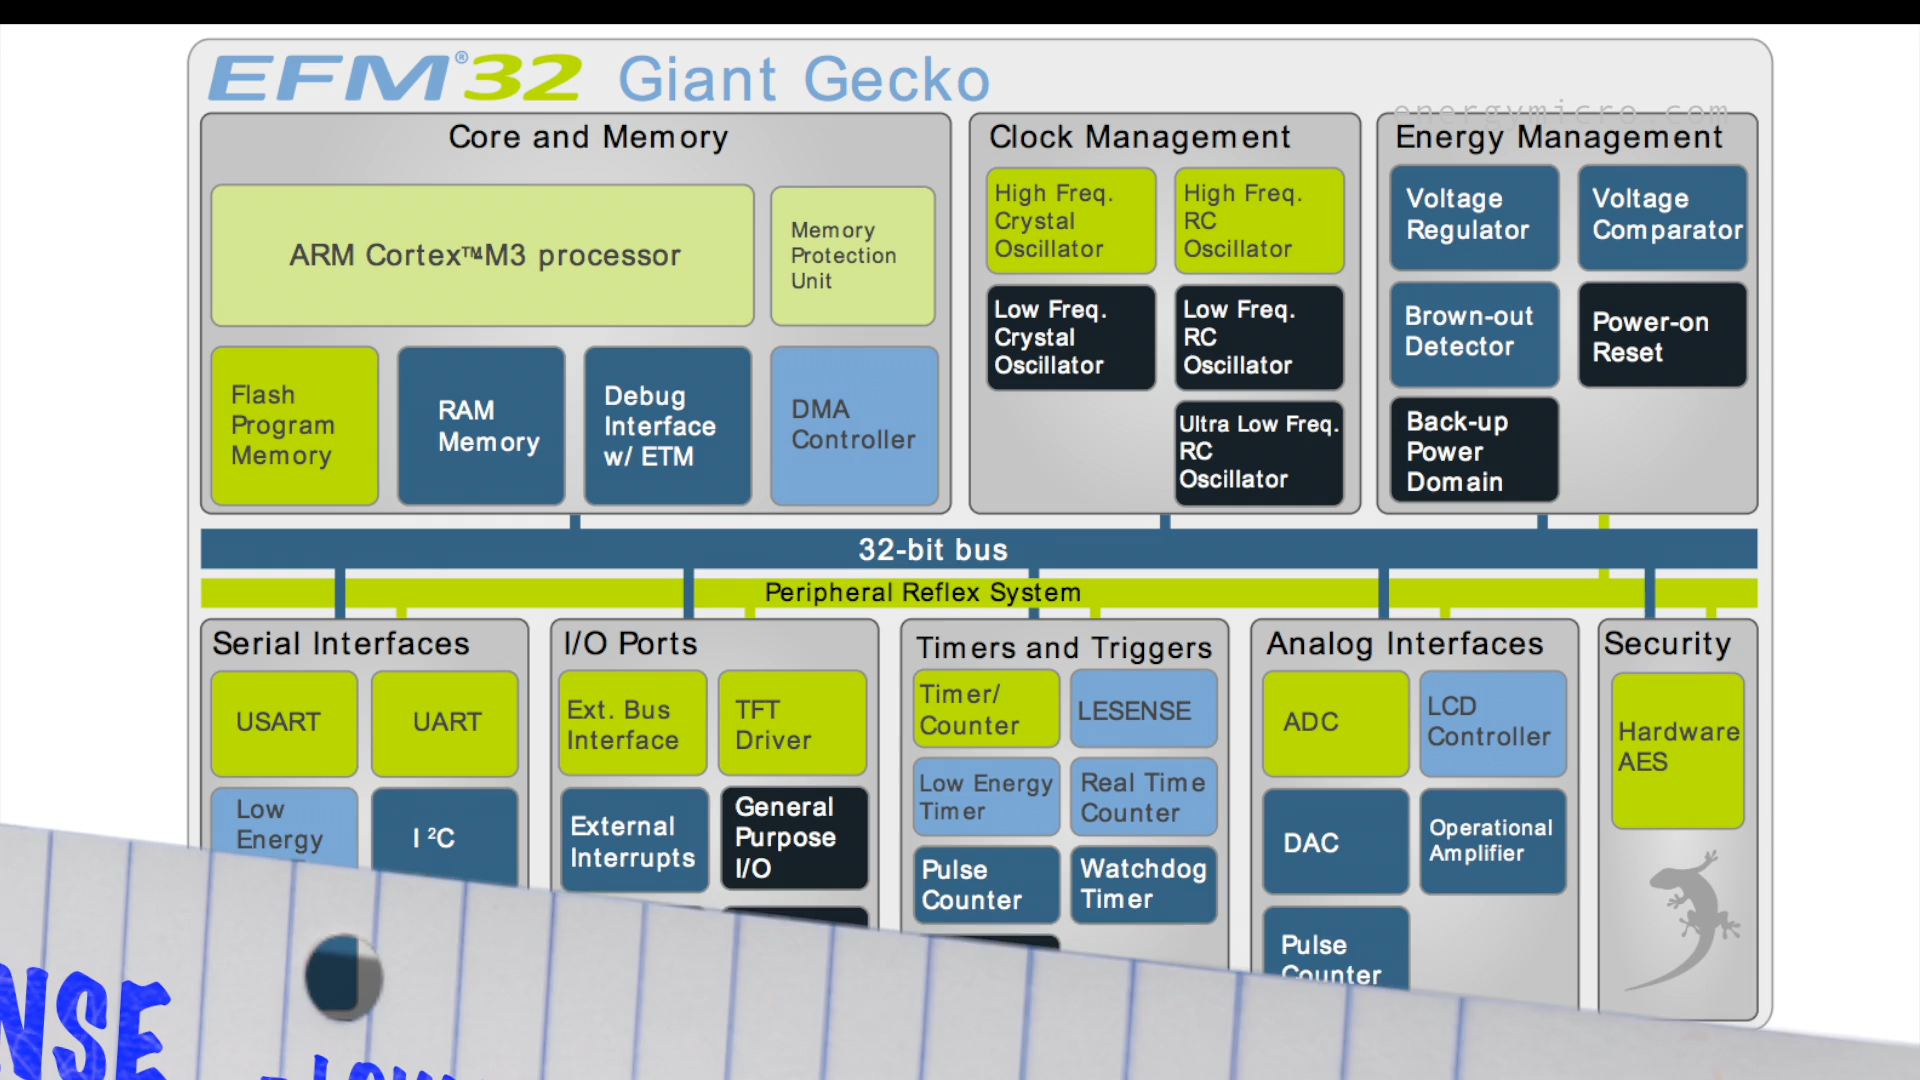 EFM®32 Giant Gecko
energymicro.com
Core and Memory
ARM Cortex™M3 processor
Memory
Protection
Unit
Flash
Program
Memory
RAM
Memory
Debug
Interface
w/ ETM
DMA
Controller
Clock Management
High Freq.
Crystal
Oscillator
High Freq.
RC
Oscillator
Low Freq.
Crystal
Oscillator
Low Freq.
RC
Oscillator
Ultra Low Freq.
RC
Oscillator
Energy Management
Voltage
Regulator
Voltage
Comparator
Brown-out
Detector
Power-on
Reset
Back-up
Power
Domain
32-bit bus
Peripheral Reflex System
Serial Interfaces
USART
UART
Low
Energy
I²C
I/O Ports
Ext. Bus
Interface
TFT
Driver
External
Interrupts
General
Purpose
I/O
Timers and Triggers
Timer/
Counter
LESENSE
Low Energy
Timer
Real Time
Counter
Pulse
Counter
Watchdog
Timer
Analog Interfaces
ADC
LCD
Controller
DAC
Operational
Amplifier
Pulse
Counter
Security
Hardware
AES
NSE